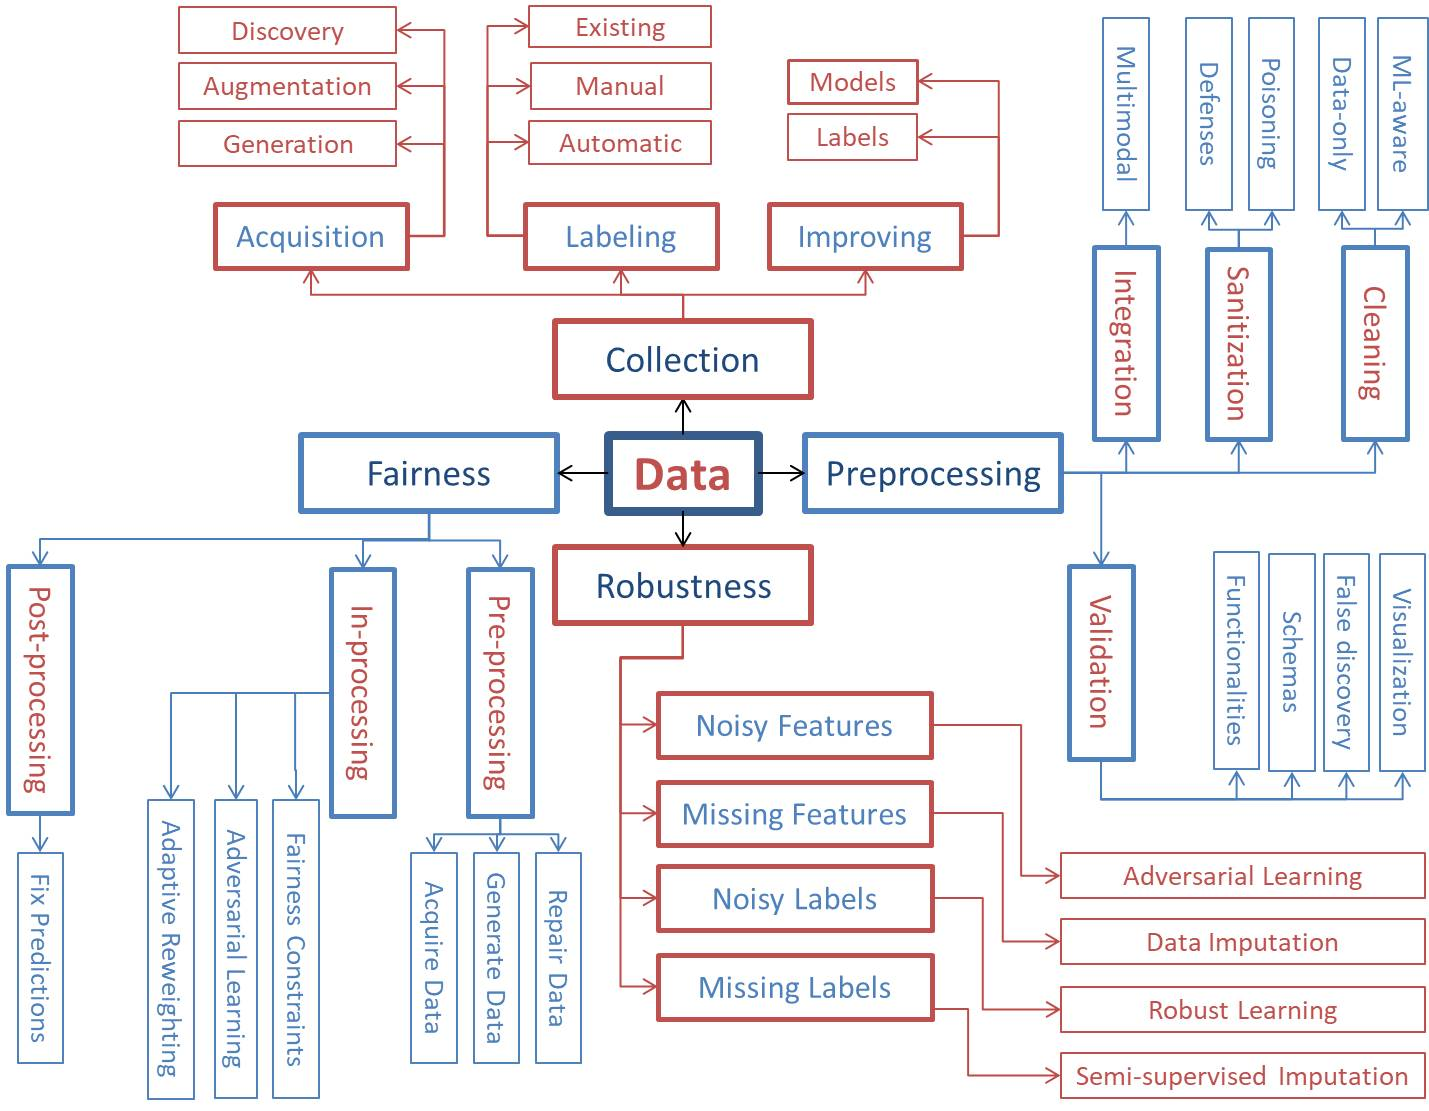 Discovery
Augmentation
Generation
Acquisition
Existing
Manual
Automatic
Labeling
Models
Labels
Improving
Collection
Multimodal
Integration
Defenses
Poisoning
Sanitization
Data-only
ML-aware
Cleaning
Fairness
Data
Preprocessing
Robustness
Post-processing
Fix Predictions
In-processing
Adaptive Reweighting
Adversarial Learning
Fairness Constraints
Pre-processing
Acquire Data
Generate Data
Repair Data
Noisy Features
Missing Features
Noisy Labels
Missing Labels
Adversarial Learning
Data Imputation
Robust Learning
Semi-supervised Imputation
Validation
Functionalities
Schemas
False discovery
Visualization